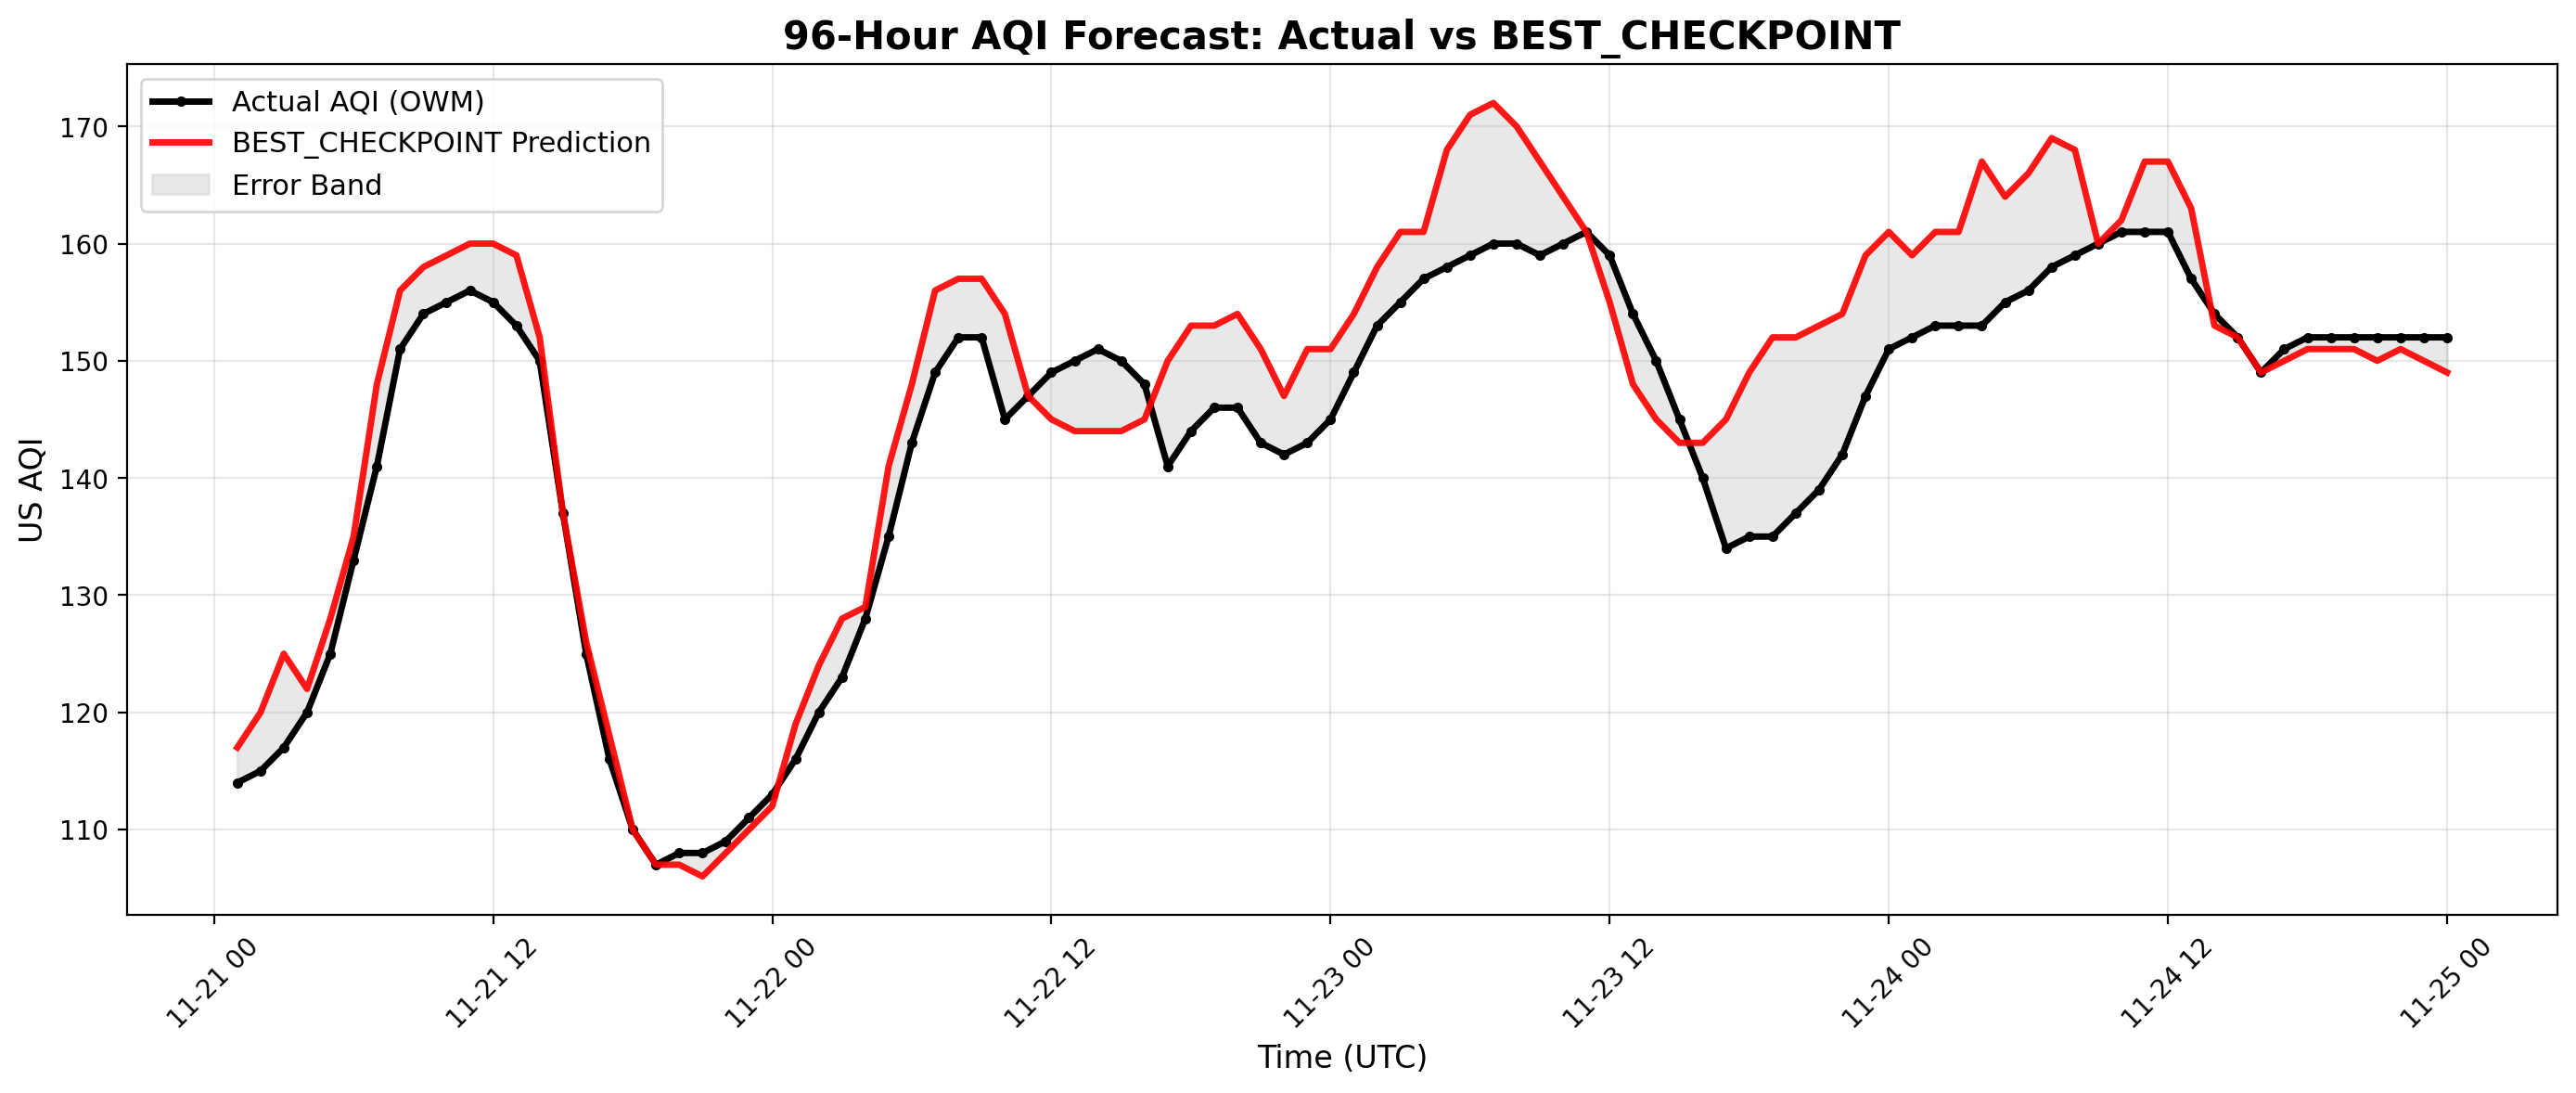 96-Hour AQI Forecast: Actual vs BEST_CHECKPOINT
Actual AQI (OWM)
BEST_CHECKPOINT Prediction
Error Band
US AQI
170
160
150
140
130
120
110
11-21 00
11-21 12
11-22 00
11-22 12
11-23 00
11-23 12
11-24 00
11-24 12
11-25 00
Time (UTC)